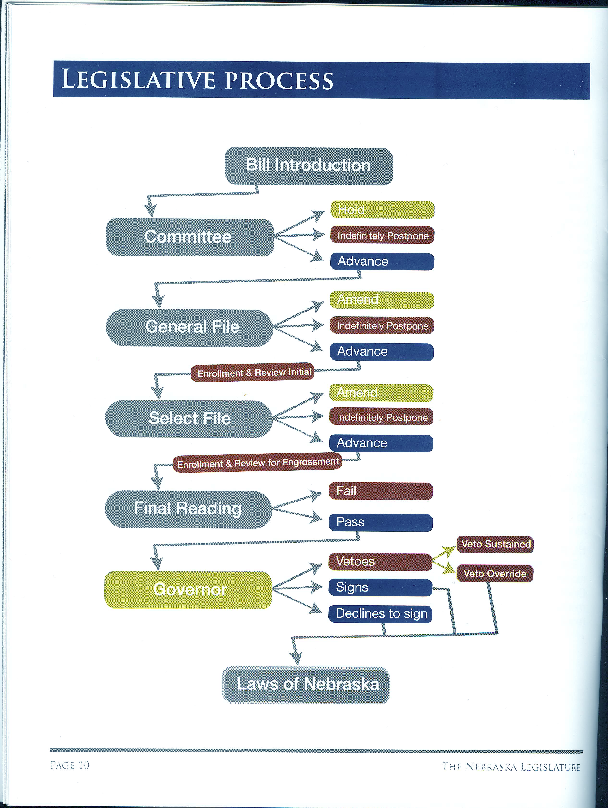 LEGISLATIVE PROCESS
Bill Introduction
Committee
Hold
Indefinitely Postpone
Advance
General File
Amend
Indefinitely Postpone
Advance
Enrollment & Review Initial
Select File
Amend
Indefinitely Postpone
Advance
Enrollment & Review for Engrossment
Final Reading
Fail
Pass
Governor
Vetoes
Signs
Declines to sign
Veto Sustained
Veto Override
Laws of Nebraska
THE NEBRASKA LEGISLATURE